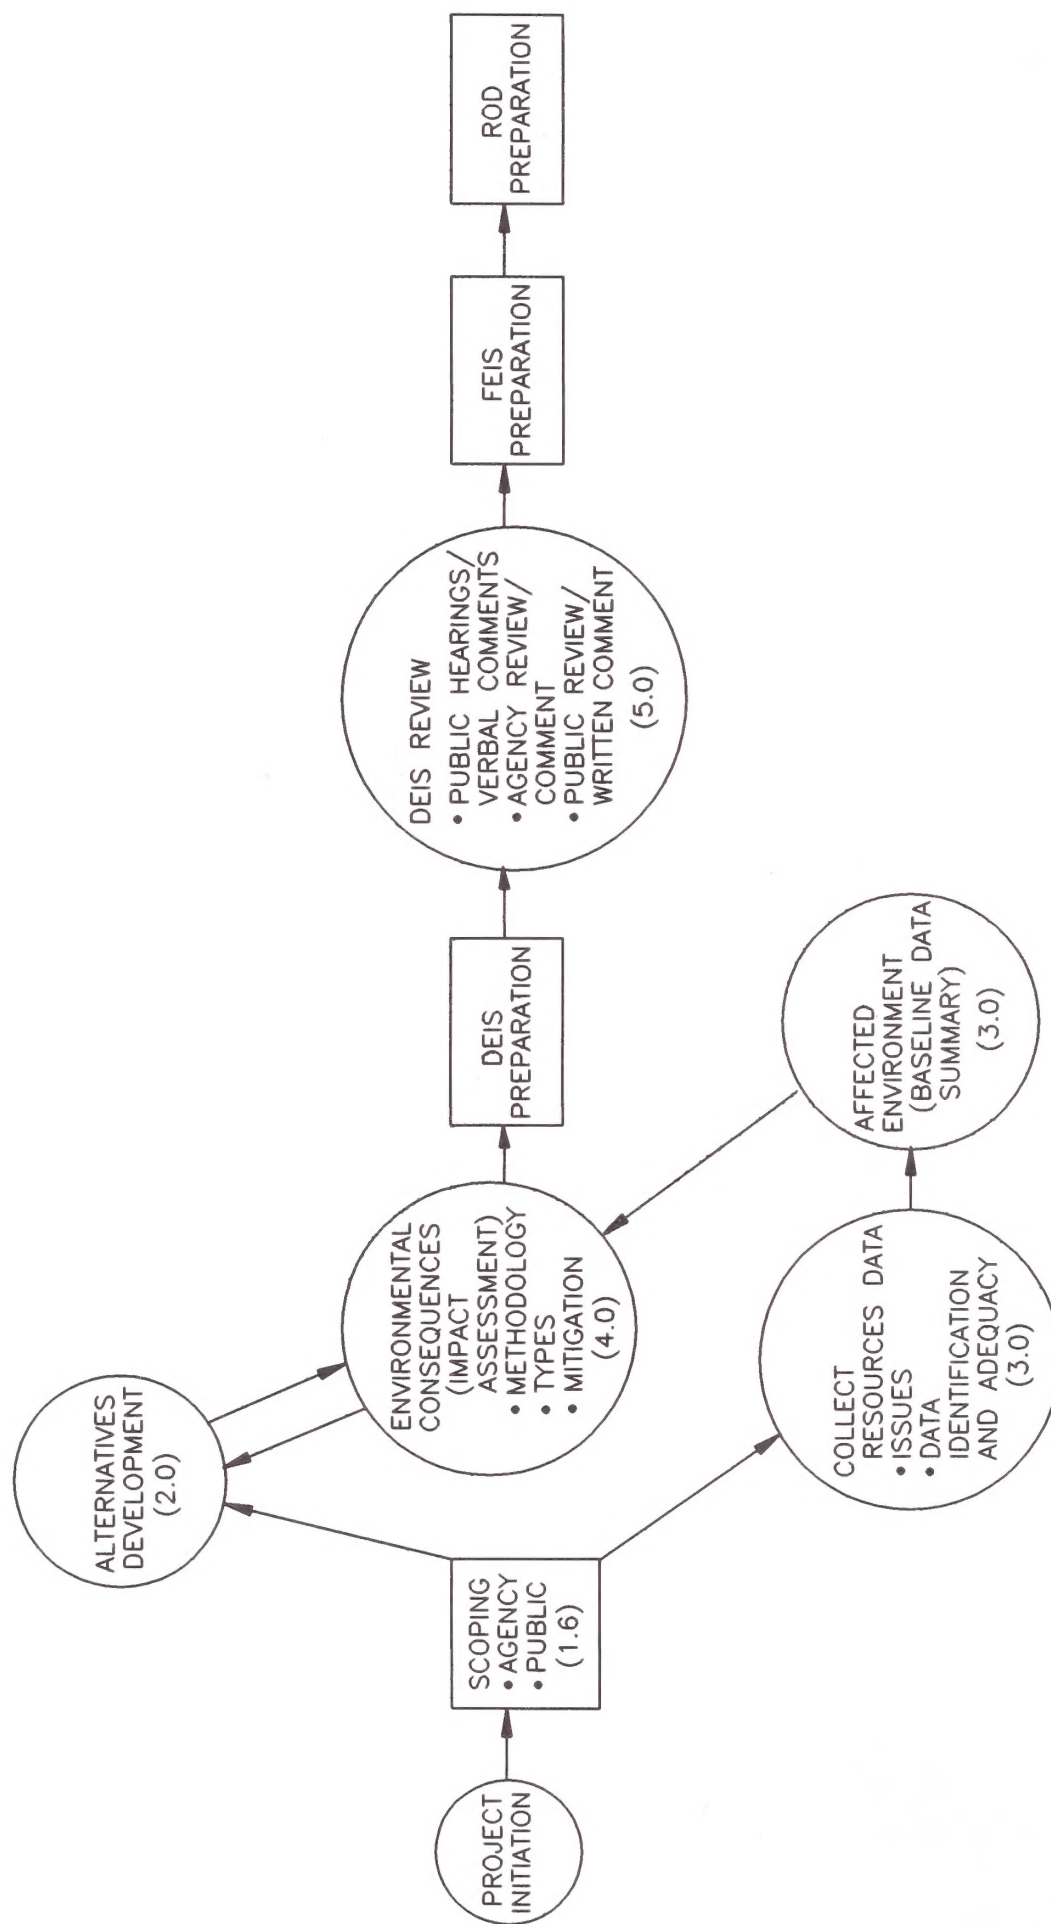 PROJECT
INITIATION
SCOPING
• AGENCY
• PUBLIC
(1.6)
ALTERNATIVES
DEVELOPMENT
(2.0)
ENVIRONMENTAL
CONSEQUENCES
(IMPACT
ASSESSMENT)
• METHODOLOGY
• TYPES
• MITIGATION
(4.0)
COLLECT
RESOURCES DATA
• ISSUES
• DATA
IDENTIFICATION
AND ADEQUACY
(3.0)
AFFECTED
ENVIRONMENT
(BASELINE DATA
SUMMARY)
(3.0)
DEIS
PREPARATION
DEIS REVIEW
• PUBLIC HEARINGS/
VERBAL COMMENTS
• AGENCY REVIEW/
COMMENT
• PUBLIC REVIEW/
WRITTEN COMMENT
(5.0)
FEIS
PREPARATION
ROD
PREPARATION